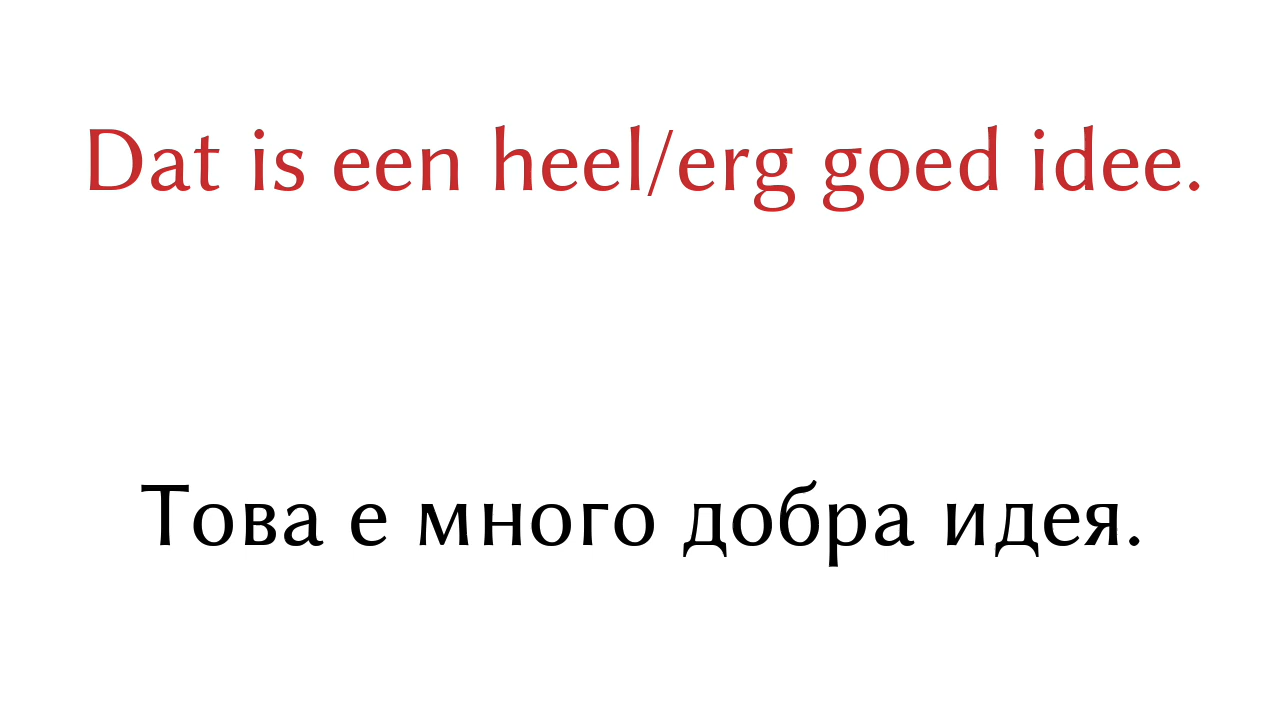 Dat is een heel/erg goed idee.
Това е много добра идея.